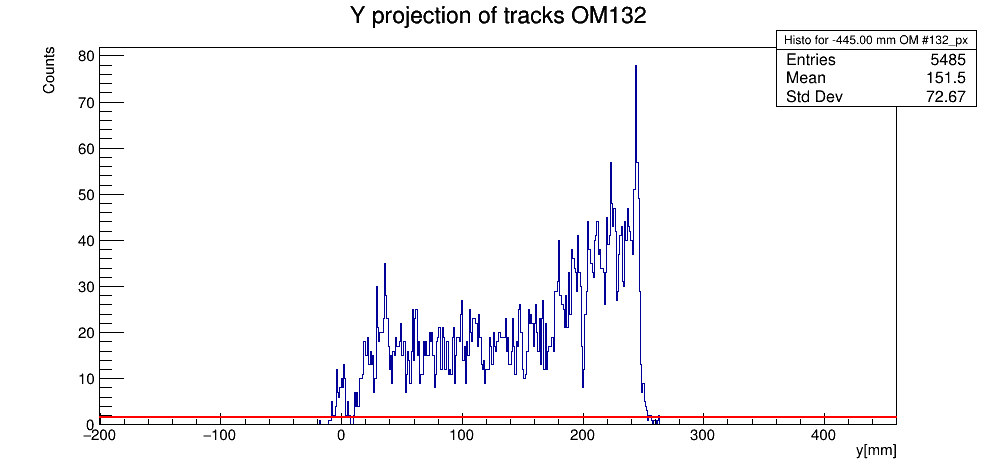 Y projection of tracks OM132
Histo for -445.00 mm OM #132_px
Entries 5485
Mean 151.5
Std Dev 72.67
Counts
80
70
60
50
40
30
20
10
0
−200 −100 0 100 200 300 400
y[mm]